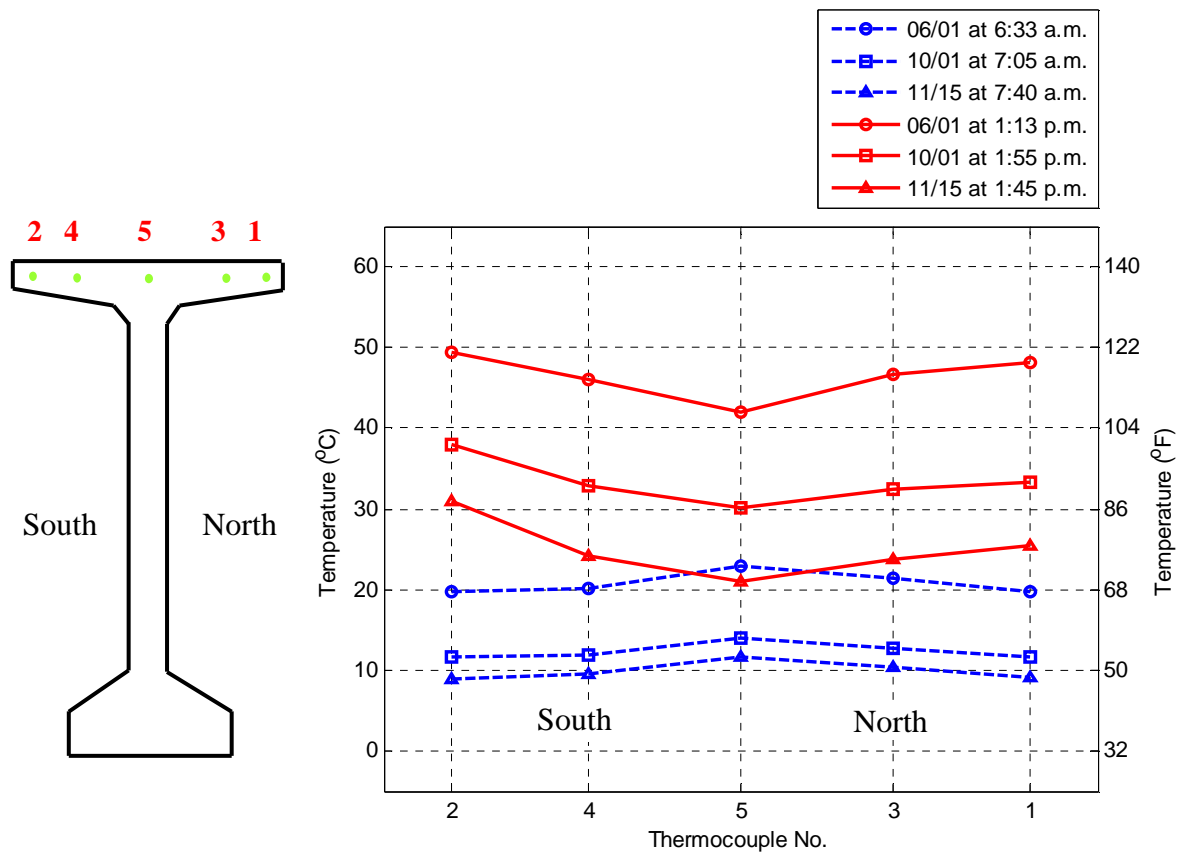 06/01 at 6:33 a.m.
10/01 at 7:05 a.m.
11/15 at 7:40 a.m.
06/01 at 1:13 p.m.
10/01 at 1:55 p.m.
11/15 at 1:45 p.m.
2 4 5 3 1
South North
Temperature (ºC)
60
50
40
30
20
10
0
140
122
104
86
68
50
32
Temperature (ºF)
South North
2 4 5 3 1
Thermocouple No.